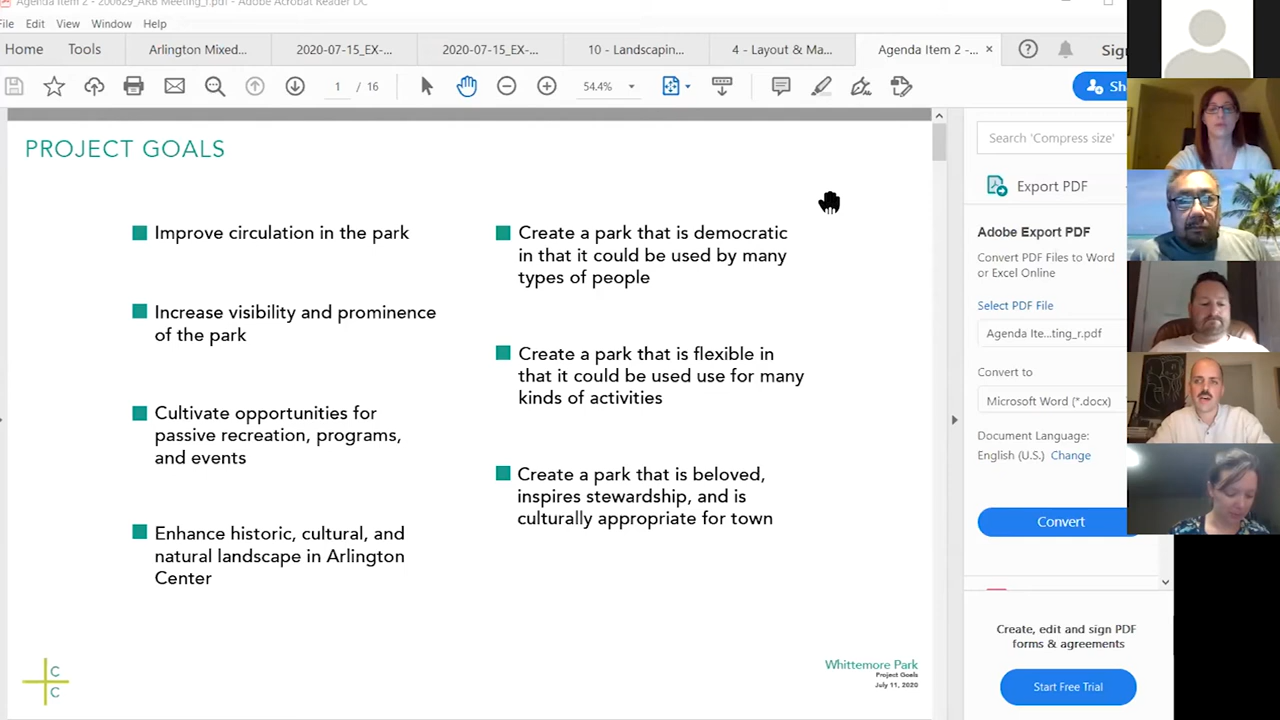 Agenda Item 2 - 200629_ARB Meeting_r.pdf - Adobe Acrobat Reader DC
File Edit View Window Help
Home Tools Arlington Mixed... 2020-07-15_EX-... 2020-07-15_EX-... 10 - Landscapin... 4 - Layout & Ma... Agenda Item 2 -... × Sig
1 / 16 54.4% Sh
PROJECT GOALS
Improve circulation in the park
Increase visibility and prominence
of the park
Cultivate opportunities for
passive recreation, programs,
and events
Enhance historic, cultural, and
natural landscape in Arlington
Center
Create a park that is democratic
in that it could be used by many
types of people
Create a park that is flexible in
that it could be used use for many
kinds of activities
Create a park that is beloved,
inspires stewardship, and is
culturally appropriate for town
C
C
Whittemore Park
Project Goals
July 11, 2020
Search 'Compress size'
Export PDF
Adobe Export PDF
Convert PDF Files to Word
or Excel Online
Select PDF File
Agenda Ite...ting_r.pdf
Convert to
Microsoft Word (*.docx)
Document Language:
English (U.S.) Change
Convert
Create, edit and sign PDF
forms & agreements
Start Free Trial